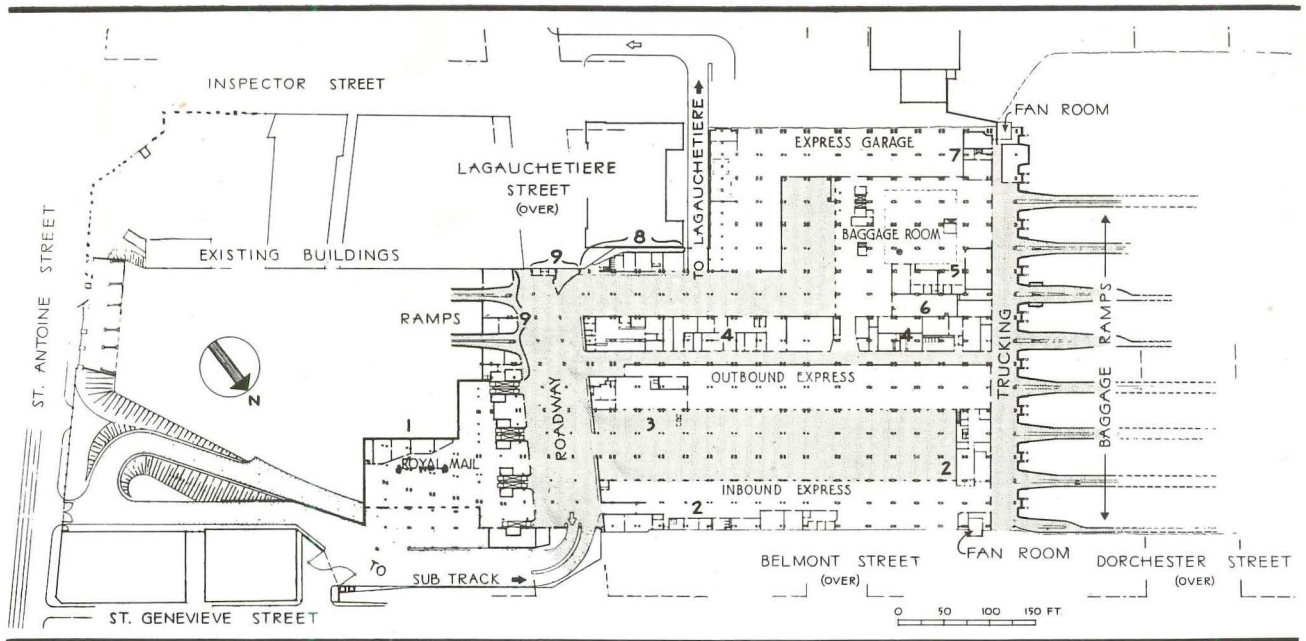 INSPECTOR STREET
FAN ROOM
EXPRESS GARAGE
7
LAGAUCHETIERE
STREET
(OVER)
TO LAGAUCHETIERE
8
BAGGAGE ROOM
ST. ANTOINE STREET
EXISTING BUILDINGS
9
5
6
RAMPS
9
4
4
TRUCKING
BAGGAGE RAMPS
OUTBOUND EXPRESS
N
ROADWAY
3
1
ROYAL MAIL
2
INBOUND EXPRESS
2
FAN ROOM
BELMONT STREET
(OVER)
DORCHESTER STREET
(OVER)
TO
SUB TRACK
ST. GENEVIEVE STREET
0 50 100 150 FT.